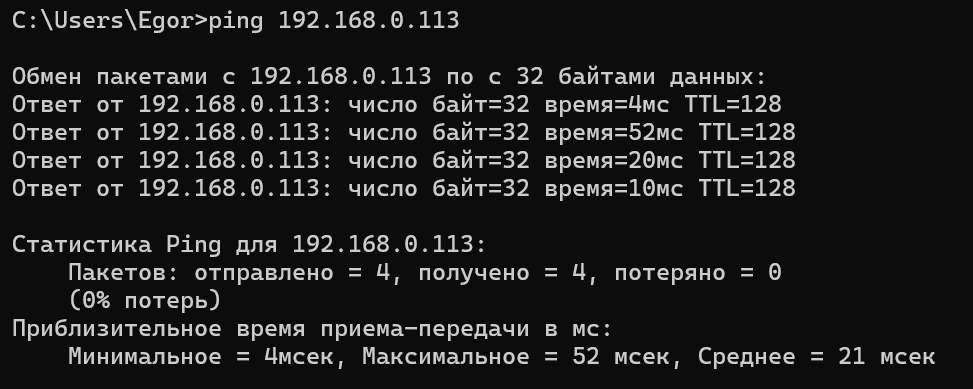 C:\Users\Egor>ping 192.168.0.113
Обмен пакетами с 192.168.0.113 по с 32 байтами данных:
Ответ от 192.168.0.113: число байт=32 время=4мс TTL=128
Ответ от 192.168.0.113: число байт=32 время=52мс TTL=128
Ответ от 192.168.0.113: число байт=32 время=20мс TTL=128
Ответ от 192.168.0.113: число байт=32 время=10мс TTL=128
Статистика Ping для 192.168.0.113:
Пакетов: отправлено = 4, получено = 4, потеряно = 0
(0% потерь)
Приблизительное время приема-передачи в мс:
Минимальное = 4мсек, Максимальное = 52 мсек, Среднее = 21 мсек